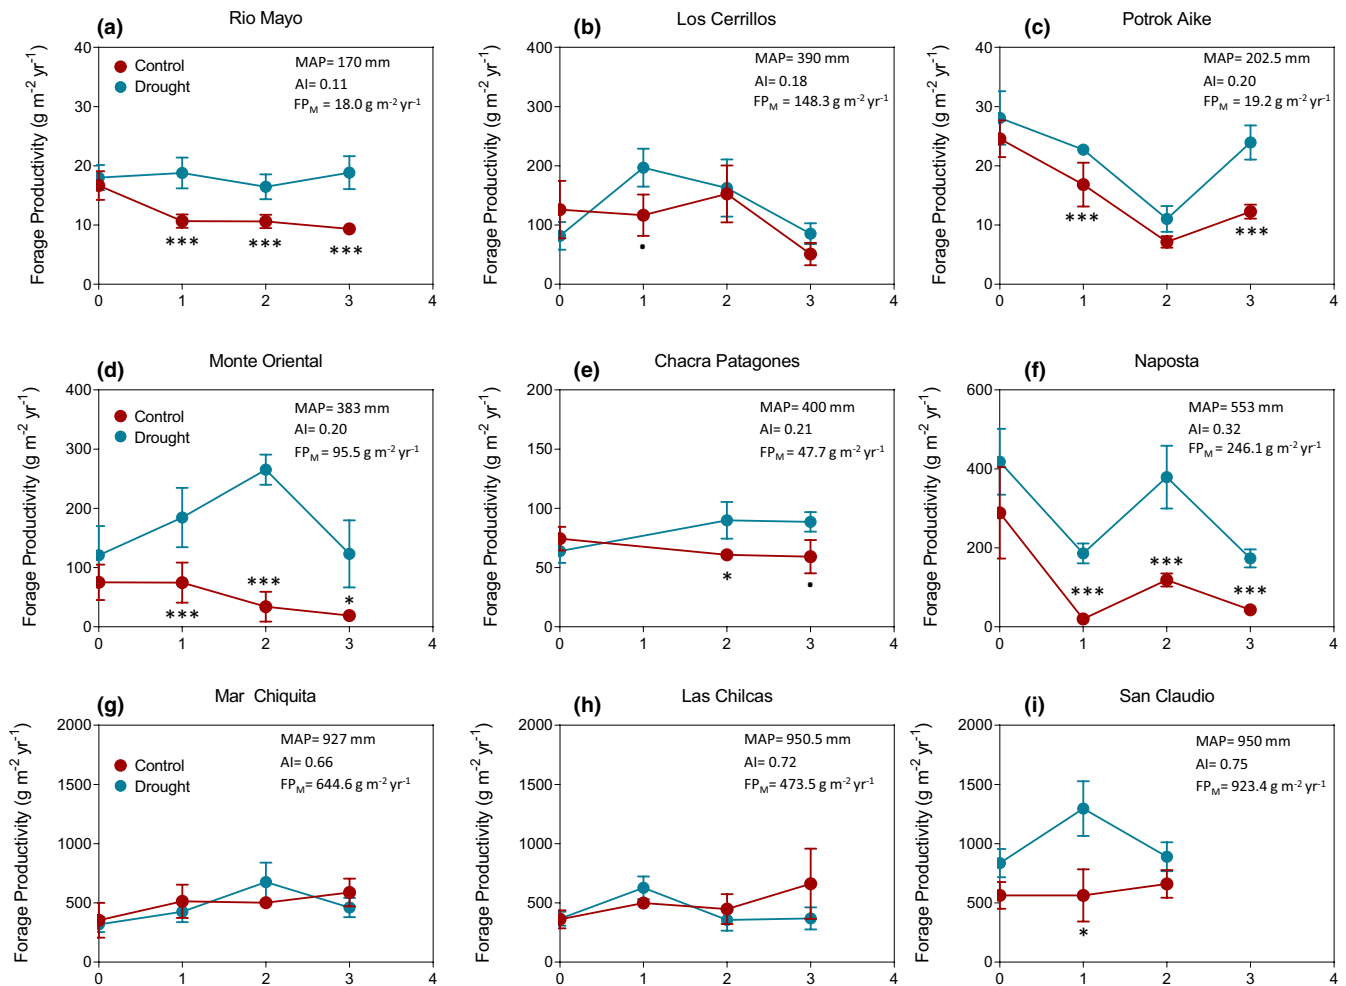 (a) Rio Mayo
Forage Productivity (g m-2 yr-1)
40
30
20
10
0
Control
Drought
MAP= 170 mm
AI= 0.11
FPM = 18.0 g m-2 yr-1
***
***
***
0 1 2 3 4
(b) Los Cerrillos
Forage Productivity (g m-2 yr-1)
400
300
200
100
0
MAP= 390 mm
AI= 0.18
FPM = 148.3 g m-2 yr-1
0 1 2 3 4
(c) Potrok Aike
Forage Productivity (g m-2 yr-1)
40
30
20
10
0
MAP= 202.5 mm
AI= 0.20
FPM = 19.2 g m-2 yr-1
***
***
0 1 2 3 4
(d) Monte Oriental
Forage Productivity (g m-2 yr-1)
400
300
200
100
0
Control
Drought
MAP= 383 mm
AI= 0.20
FPM = 95.5 g m-2 yr-1
***
***
*
0 1 2 3 4
(e) Chacra Patagones
Forage Productivity (g m-2 yr-1)
200
150
100
50
0
MAP= 400 mm
AI= 0.21
FPM = 47.7 g m-2 yr-1
*
0 1 2 3 4
(f) Naposta
Forage Productivity (g m-2 yr-1)
600
400
200
0
MAP= 553 mm
AI= 0.32
FPM = 246.1 g m-2 yr-1
***
***
***
0 1 2 3 4
(g) Mar Chiquita
Forage Productivity (g m-2 yr-1)
2000
1500
1000
500
0
Control
Drought
MAP= 927 mm
AI= 0.66
FPM= 644.6 g m-2 yr-1
0 1 2 3 4
(h) Las Chilcas
Forage Productivity (g m-2 yr-1)
2000
1500
1000
500
0
MAP= 950.5 mm
AI= 0.72
FPM= 473.5 g m-2 yr-1
0 1 2 3 4
(i) San Claudio
Forage Productivity (g m-2 yr-1)
2000
1500
1000
500
0
MAP= 950 mm
AI= 0.75
FPM= 923.4 g m-2 yr-1
*
0 1 2 3 4